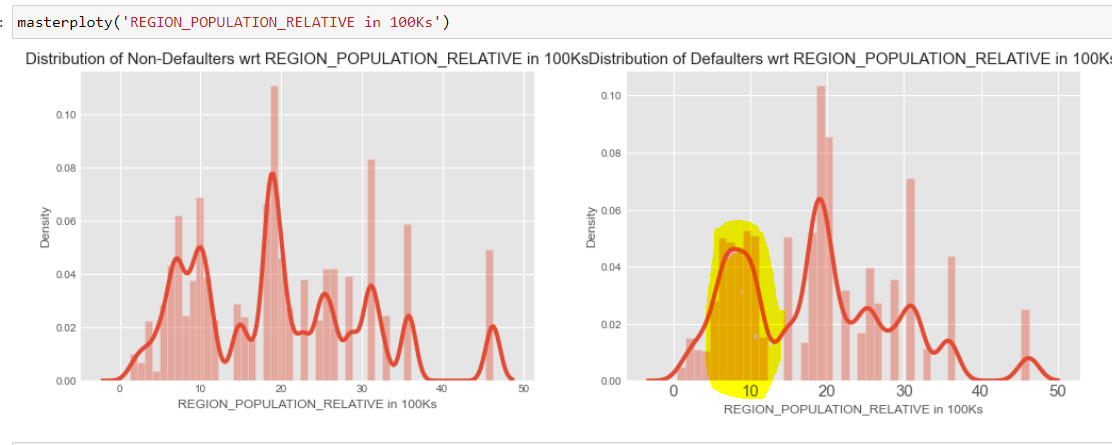 : masterploty('REGION_POPULATION_RELATIVE in 100Ks')
Distribution of Non-Defaulters wrt REGION_POPULATION_RELATIVE in 100Ks
Distribution of Defaulters wrt REGION_POPULATION_RELATIVE in 100Ks
Density
0.10
0.08
0.06
0.04
0.02
0.00
0 10 20 30 40 50
REGION_POPULATION_RELATIVE in 100Ks
Density
0.10
0.08
0.06
0.04
0.02
0.00
0 10 20 30 40 50
REGION_POPULATION_RELATIVE in 100Ks